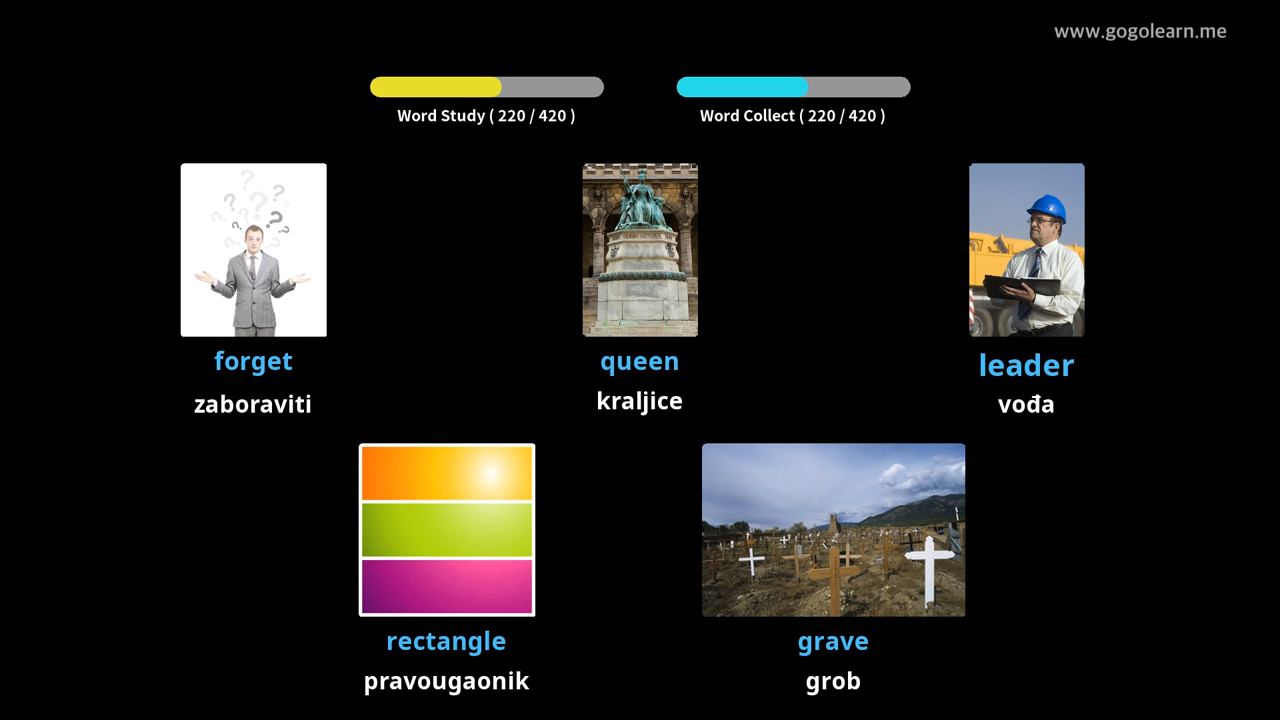 www.gogolearn.me
Word Study ( 220 / 420 )
Word Collect ( 220 / 420 )
forget
zaboraviti
queen
kraljice
leader
vođa
rectangle
pravougaonik
grave
grob